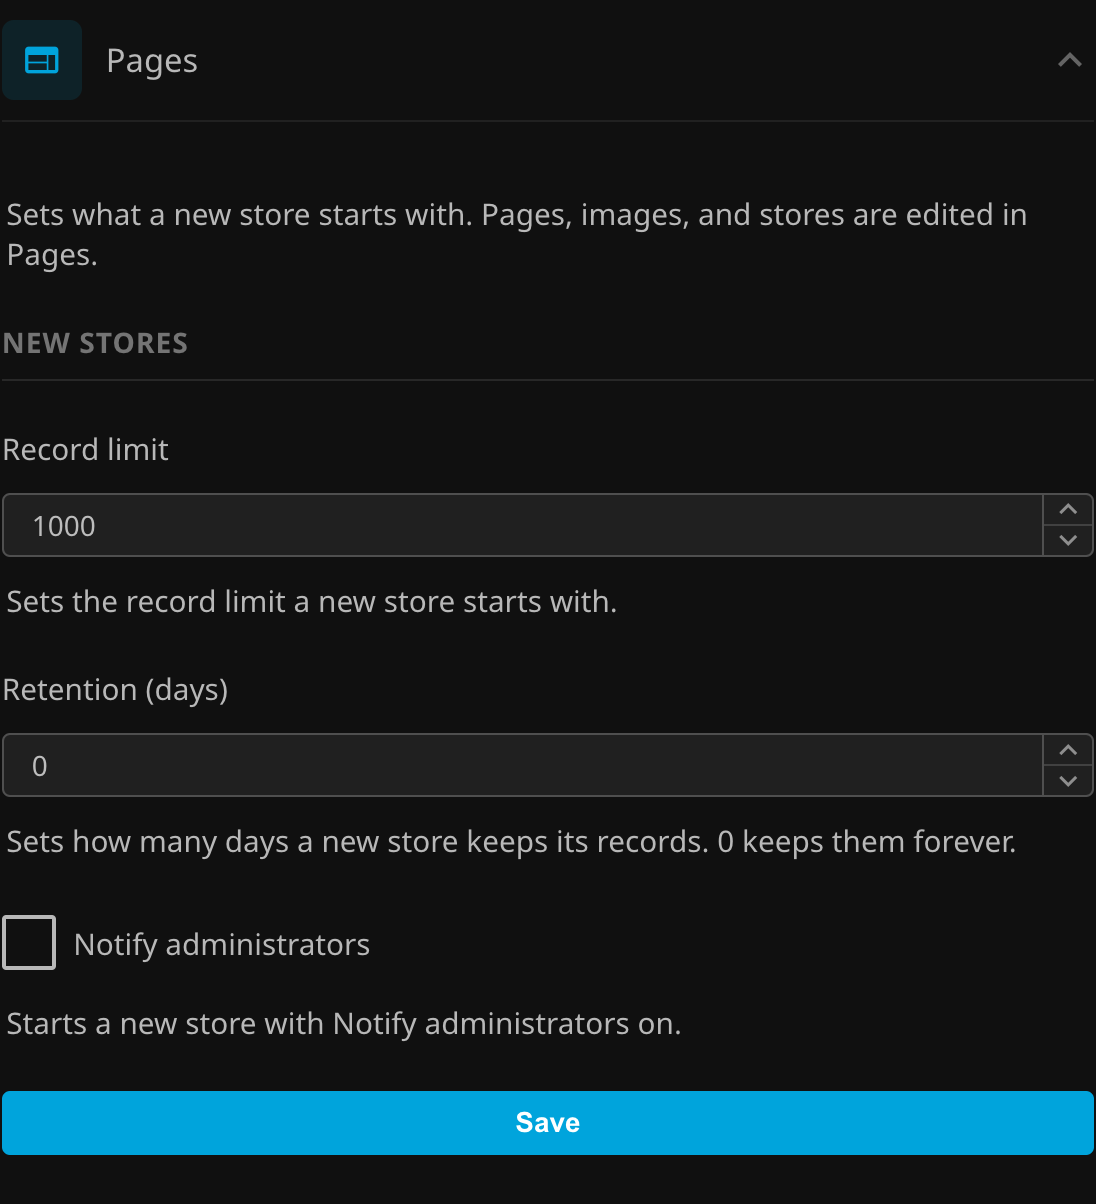 Pages
Sets what a new store starts with. Pages, images, and stores are edited in
Pages.
NEW STORES
Record limit
1000
Sets the record limit a new store starts with.
Retention (days)
0
Sets how many days a new store keeps its records. 0 keeps them forever.
Notify administrators
Starts a new store with Notify administrators on.
Save